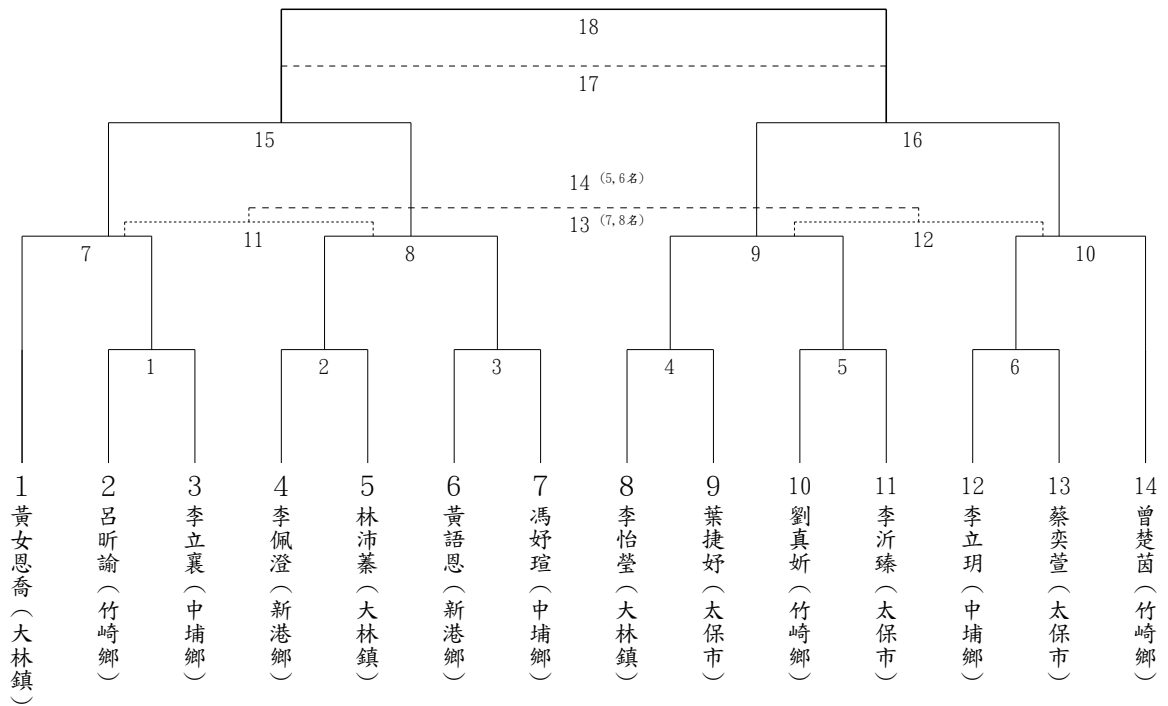 18
17
15
16
14 (5,6名)
13 (7,8名)
11
12
7
8
9
10
1
2
3
4
5
6
1 黃女恩喬(大林鎮)
2 呂昕諭(竹崎鄉)
3 李立襄(中埔鄉)
4 李佩澄(新港鄉)
5 林沛蓁(大林鎮)
6 黃語恩(新港鄉)
7 馮妤瑄(中埔鄉)
8 李怡瑩(大林鎮)
9 葉捷妤(太保市)
10 劉真妡(竹崎鄉)
11 李沂臻(太保市)
12 李立玥(中埔鄉)
13 蔡奕萱(太保市)
14 曾楚茵(竹崎鄉)